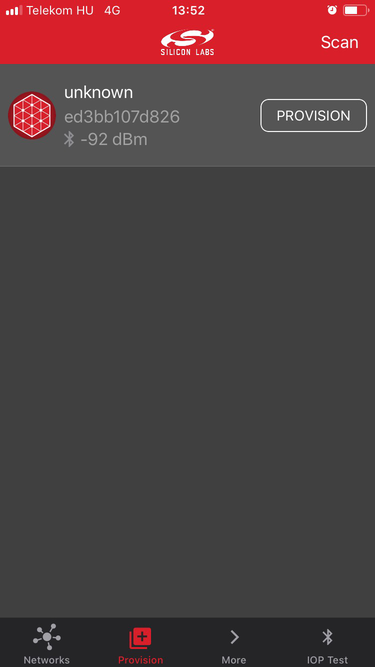 Telekom HU 4G 13:52
SILICON LABS
Scan
unknown
ed3bb107d826
-92 dBm
PROVISION
Networks Provision More IOP Test